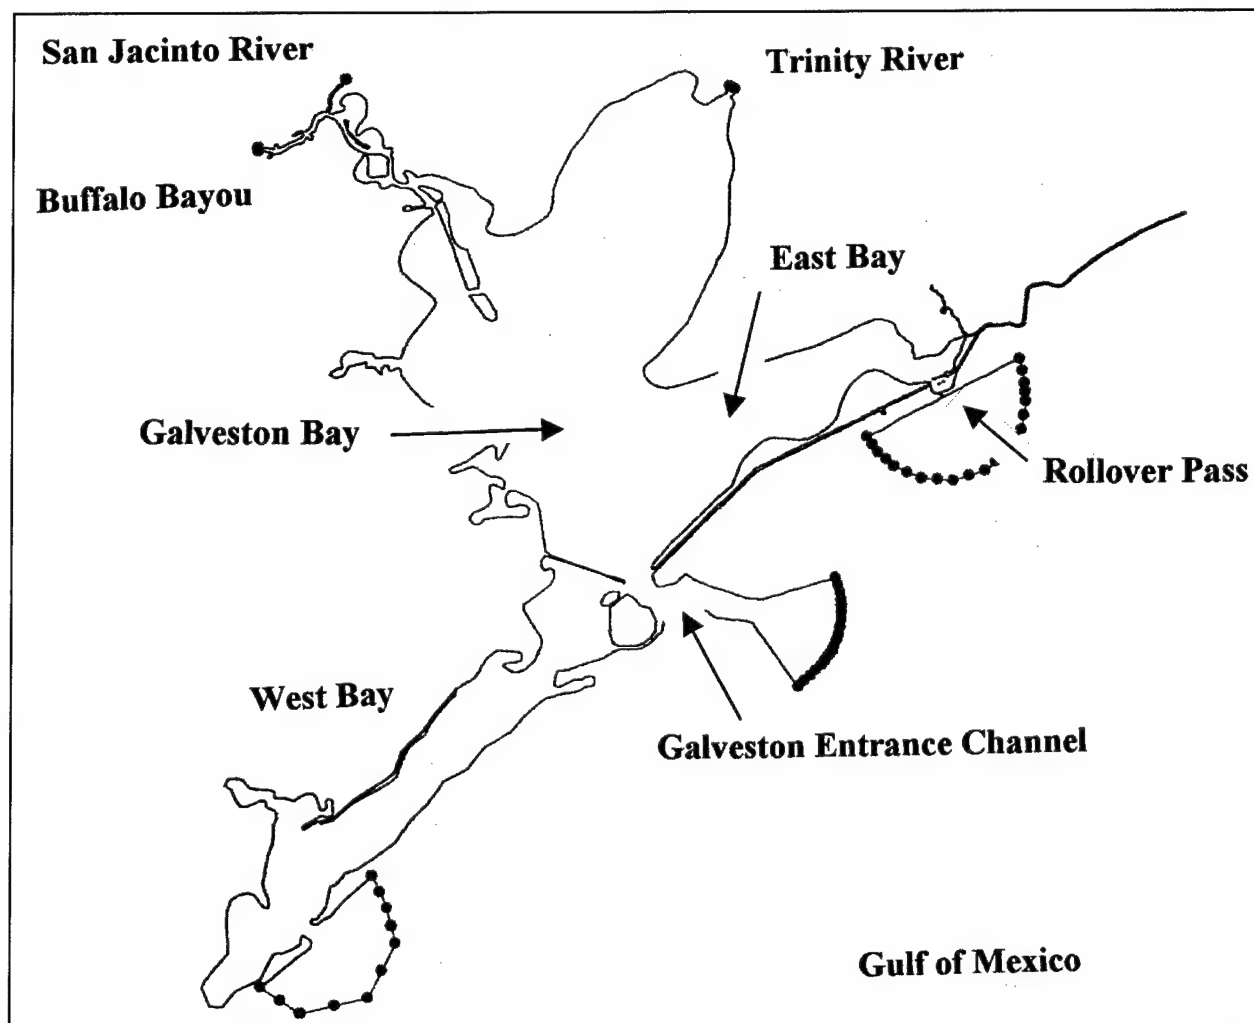 San Jacinto River
Trinity River
Buffalo Bayou
East Bay
Galveston Bay
Rollover Pass
West Bay
Galveston Entrance Channel
Gulf of Mexico